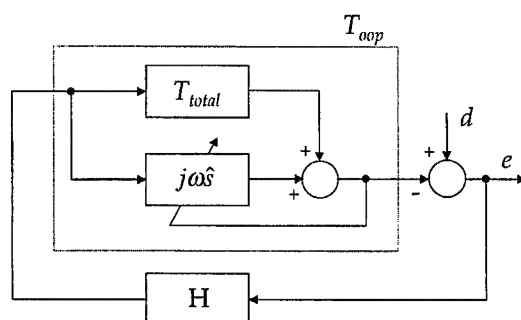 T_oop
T_total
+ + d
jωŝ + - e
H